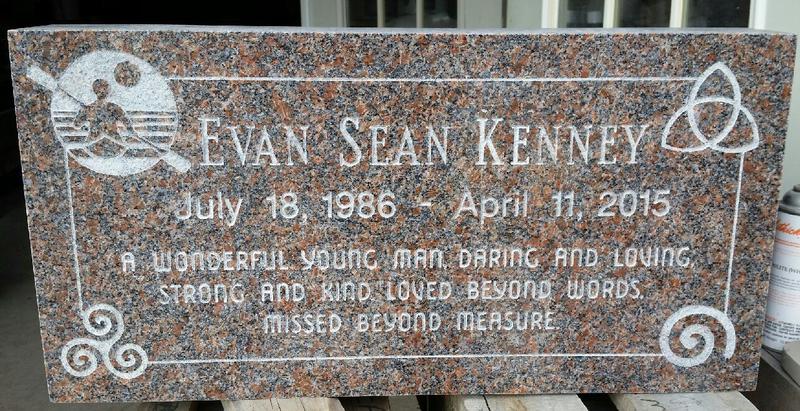 Evan Sean Kenney
July 18, 1986 - April 11, 2015
A WONDERFUL YOUNG MAN, DARING AND LOVING,
STRONG AND KIND. LOVED BEYOND WORDS,
MISSED BEYOND MEASURE.